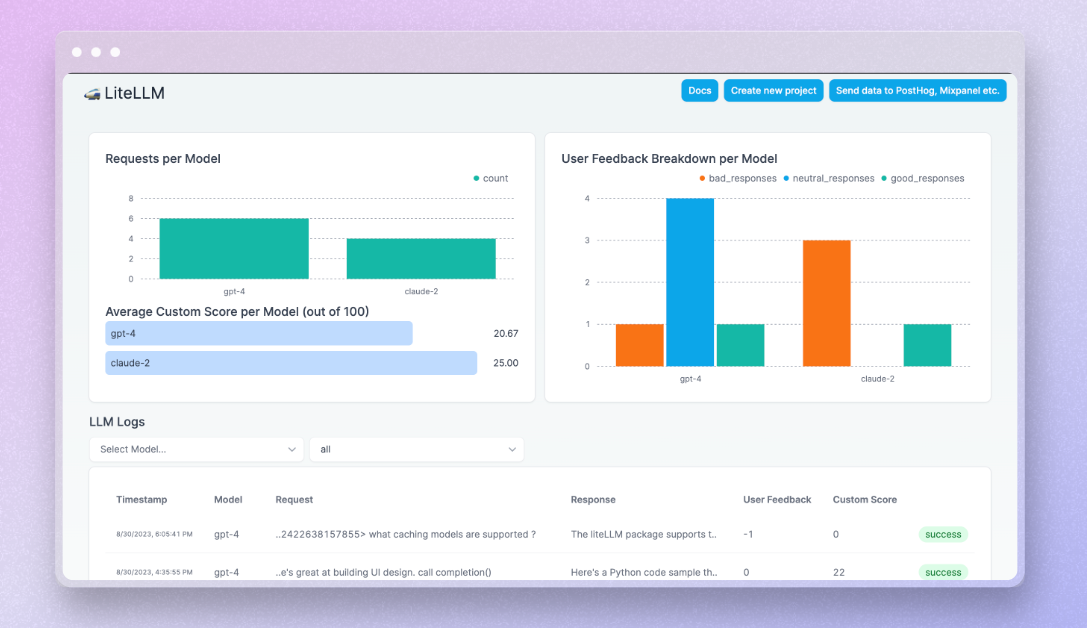 LiteLLM
Docs Create new project Send data to PostHog, Mixpanel etc.
Requests per Model
count
8
6
4
2
0
gpt-4 claude-2
Average Custom Score per Model (out of 100)
gpt-4 20.67
claude-2 25.00
User Feedback Breakdown per Model
bad_responses neutral_responses good_responses
4
3
2
1
0
gpt-4 claude-2
LLM Logs
Select Model... all
Timestamp Model Request Response User Feedback Custom Score
8/30/2023, 6:05:41 PM gpt-4 ..2422638157855> what caching models are supported ? The liteLLM package supports t.. -1 0 success
8/30/2023, 4:35:55 PM gpt-4 ..e's great at building UI design. call completion() Here's a Python code sample th.. 0 22 success